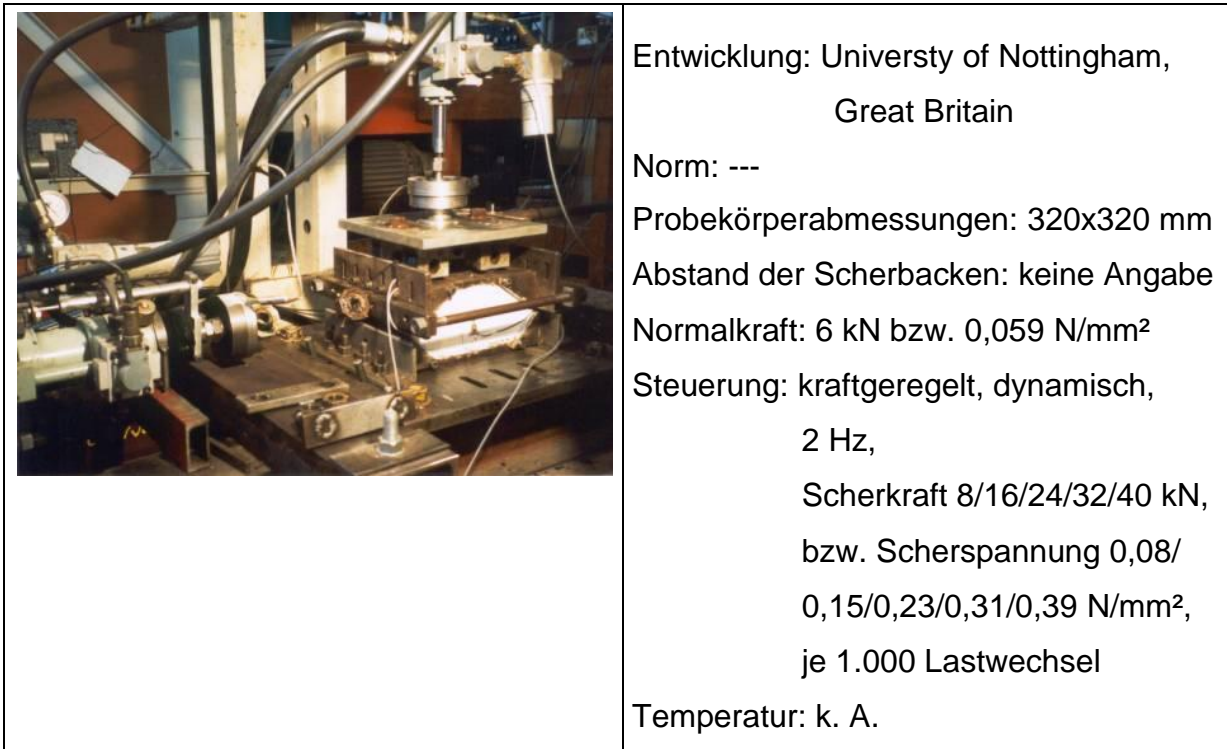 Entwicklung: Universty of Nottingham,
Great Britain
Norm: ---
Probekörperabmessungen: 320x320 mm
Abstand der Scherbacken: keine Angabe
Normalkraft: 6 kN bzw. 0,059 N/mm²
Steuerung: kraftgeregelt, dynamisch,
2 Hz,
Scherkraft 8/16/24/32/40 kN,
bzw. Scherspannung 0,08/
0,15/0,23/0,31/0,39 N/mm²,
je 1.000 Lastwechsel
Temperatur: k. A.